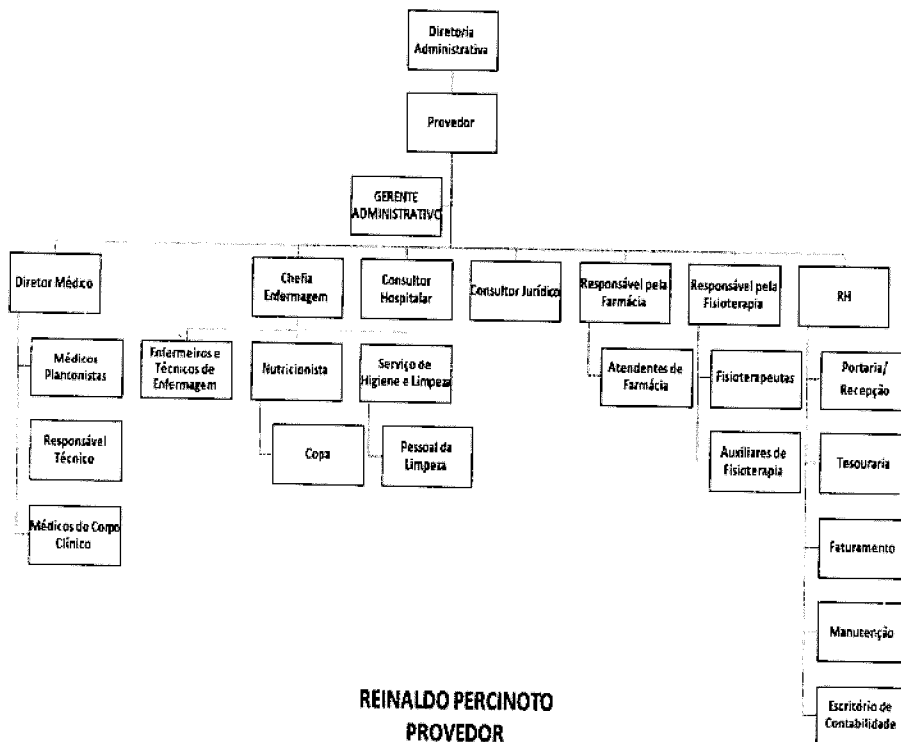 Diretoria
Administrativa
Provedor
GERENTE
ADMINISTRATIVO
Diretor Médico
Chefia
Enfermagem
Consultor
Hospitalar
Consultor Jurídico
Responsável pela
Farmácia
Responsável pela
Fisioterapia
RH
Médicos
Plantonistas
Enfermeiros e
Técnicos de
Enfermagem
Nutricionista
Serviço de
Higiene e Limpeza
Atendentes de
Farmácia
Fisioterapeutas
Portaria/
Recepção
Responsável
Técnico
Copa
Pessoal da
Limpeza
Auxiliares de
Fisioterapia
Tesouraria
Médicos do Corpo
Clínico
Faturamento
Manutenção
Escritório de
Contabilidade
REINALDO PERCINOTO
PROVEDOR